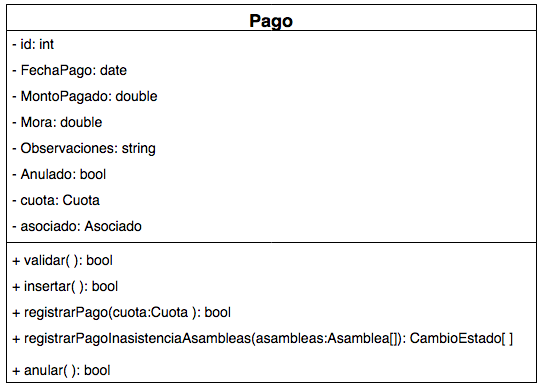 Pago
- id: int
- FechaPago: date
- MontoPagado: double
- Mora: double
- Observaciones: string
- Anulado: bool
- cuota: Cuota
- asociado: Asociado
+ validar( ): bool
+ insertar( ): bool
+ registrarPago(cuota:Cuota ): bool
+ registrarPagoInasistenciaAsambleas(asambleas:Asamblea[]): CambioEstado[ ]
+ anular( ): bool